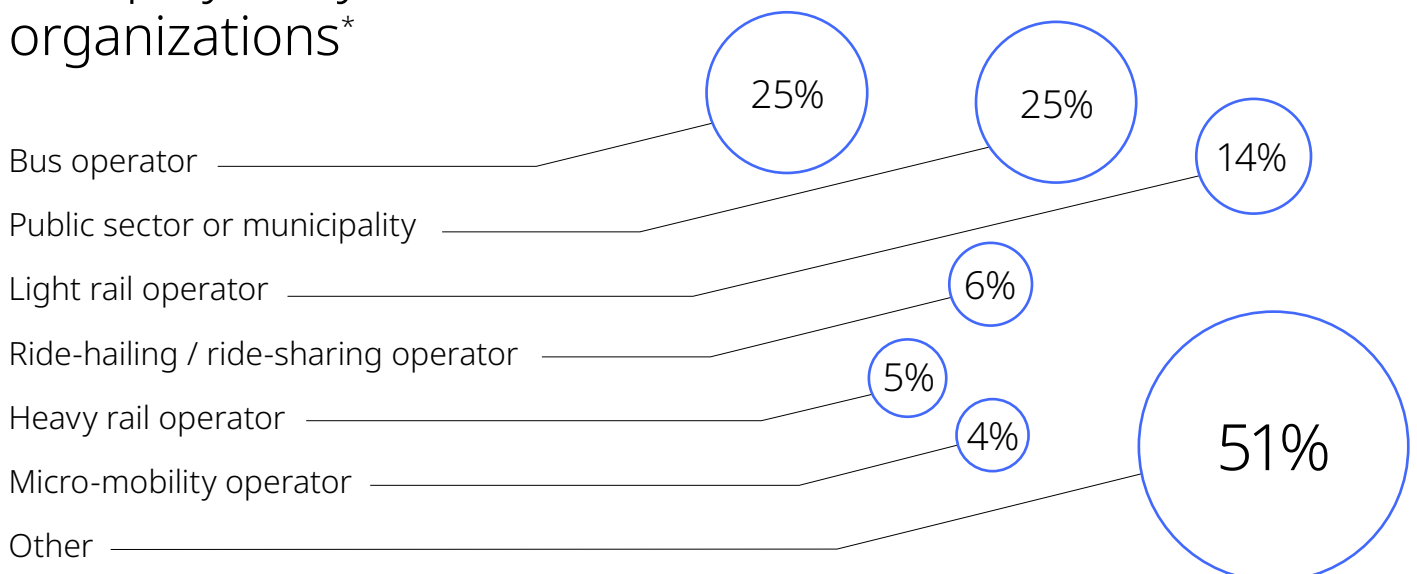 organizations*
25%
25%
14%
Bus operator
Public sector or municipality
Light rail operator
6%
Ride-hailing / ride-sharing operator
5%
Heavy rail operator
4%
51%
Micro-mobility operator
Other